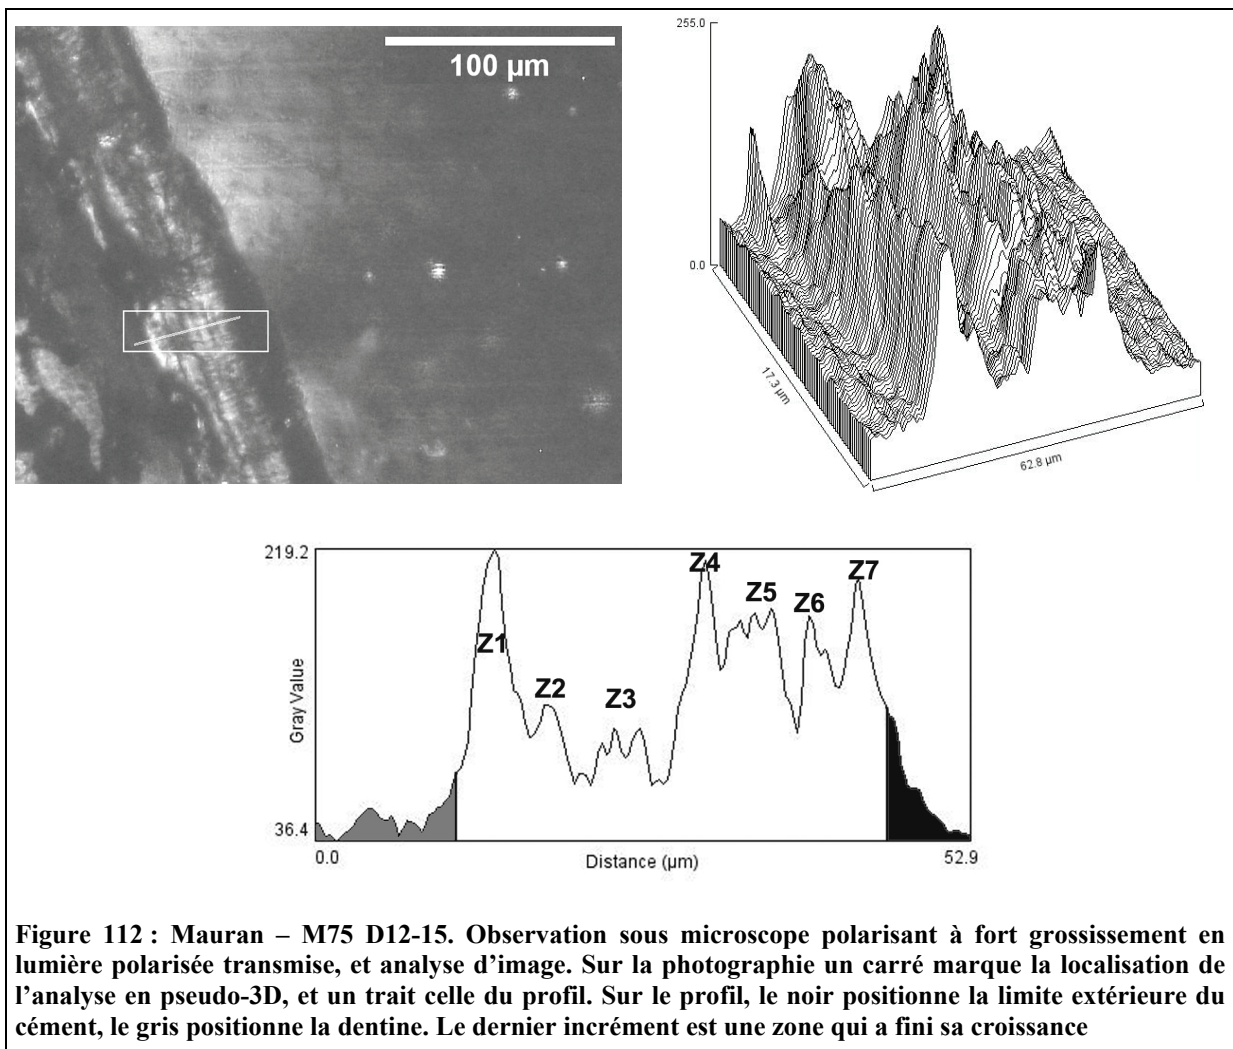 100 µm
255.0
0.0
17.3 µm
62.8 µm
219.2
Z4
Z7
Z5
Z6
Z1
Z2
Z3
Gray Value
36.4
0.0
Distance (µm)
52.9
Figure 112 : Mauran – M75 D12-15. Observation sous microscope polarisant à fort grossissement en
lumière polarisée transmise, et analyse d’image. Sur la photographie un carré marque la localisation de
l’analyse en pseudo-3D, et un trait celle du profil. Sur le profil, le noir positionne la limite extérieure du
cément, le gris positionne la dentine. Le dernier incrément est une zone qui a fini sa croissance